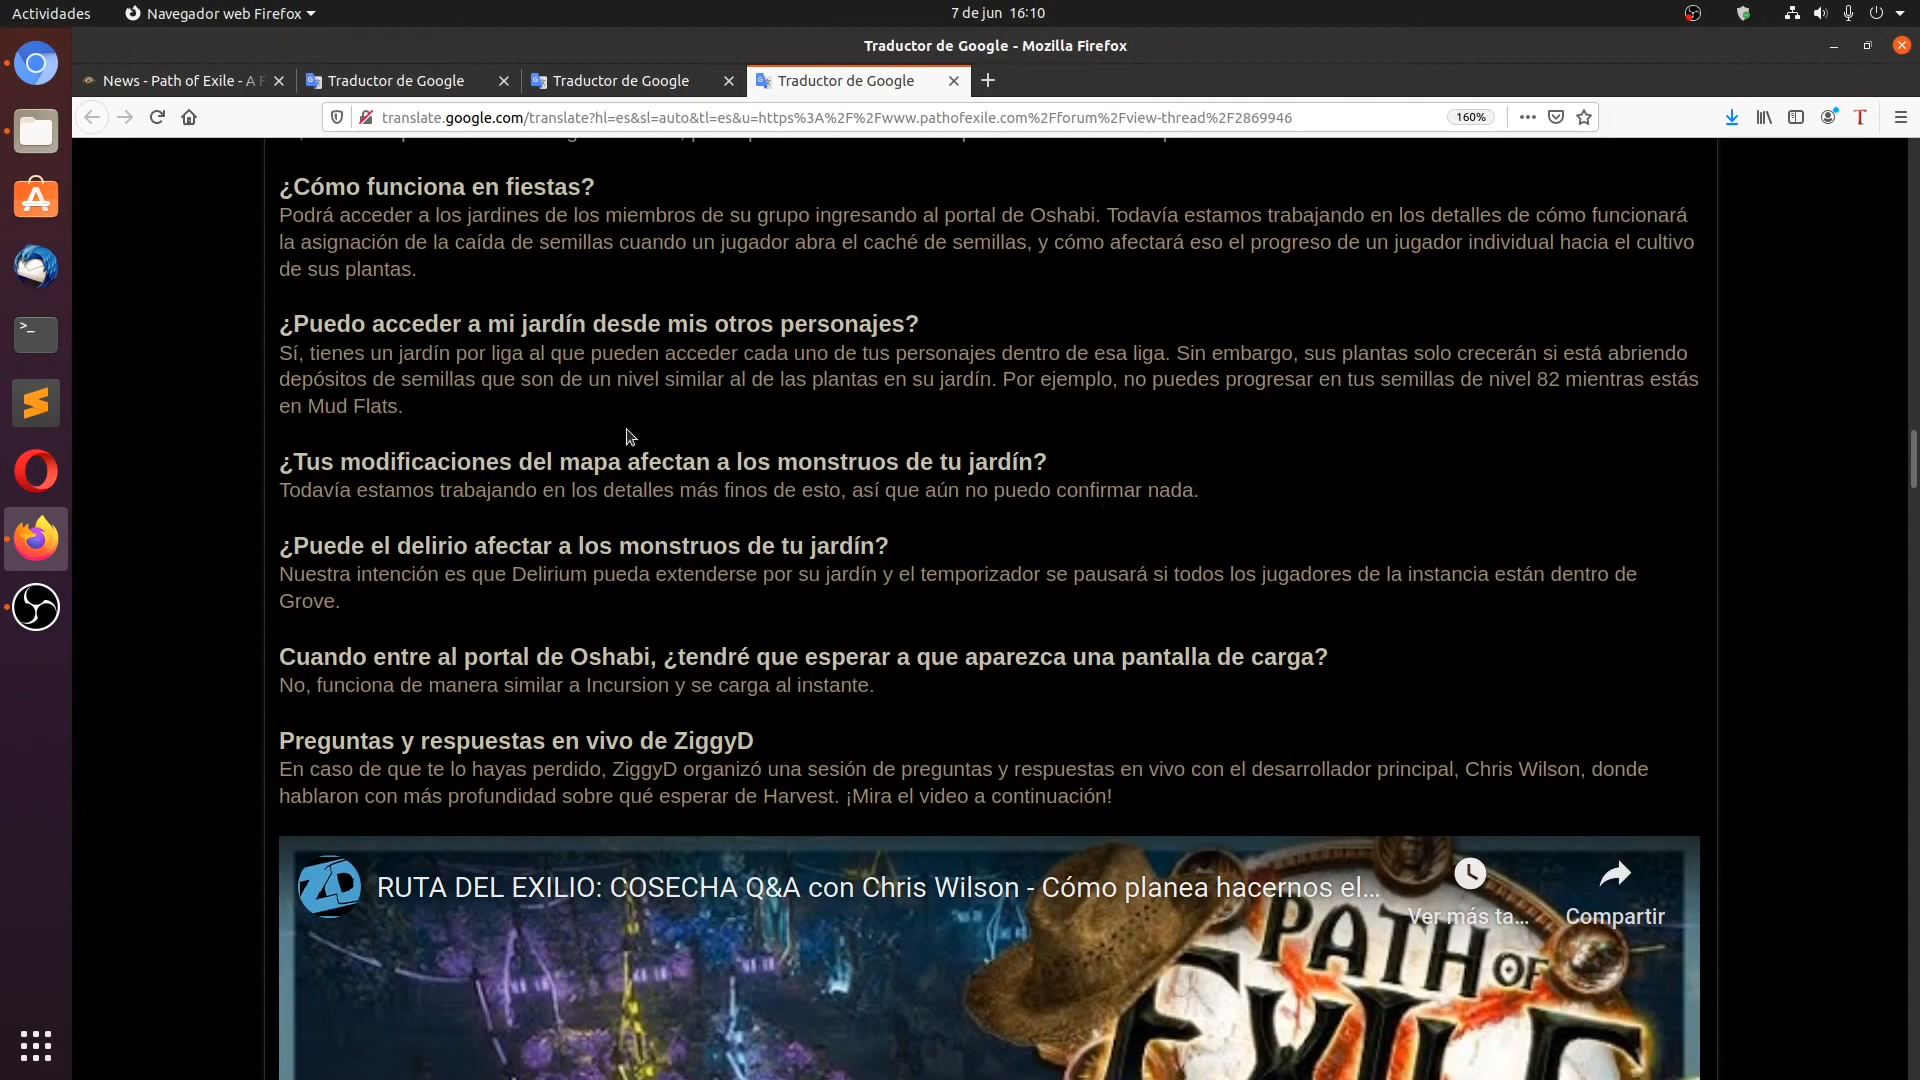 Actividades
Navegador web Firefox
7 de jun 16:10
Traductor de Google - Mozilla Firefox
News - Path of Exile - A F
Traductor de Google
Traductor de Google
Traductor de Google
translate.google.com/translate?hl=es&sl=auto&tl=es&u=https%3A%2F%2Fwww.pathofexile.com%2Fforum%2Fview-thread%2F2869946
160%
¿Cómo funciona en fiestas?
Podrá acceder a los jardines de los miembros de su grupo ingresando al portal de Oshabi. Todavía estamos trabajando en los detalles de cómo funcionará
la asignación de la caída de semillas cuando un jugador abra el caché de semillas, y cómo afectará eso el progreso de un jugador individual hacia el cultivo
de sus plantas.
¿Puedo acceder a mi jardín desde mis otros personajes?
Sí, tienes un jardín por liga al que pueden acceder cada uno de tus personajes dentro de esa liga. Sin embargo, sus plantas solo crecerán si está abriendo
depósitos de semillas que son de un nivel similar al de las plantas en su jardín. Por ejemplo, no puedes progresar en tus semillas de nivel 82 mientras estás
en Mud Flats.
¿Tus modificaciones del mapa afectan a los monstruos de tu jardín?
Todavía estamos trabajando en los detalles más finos de esto, así que aún no puedo confirmar nada.
¿Puede el delirio afectar a los monstruos de tu jardín?
Nuestra intención es que Delirium pueda extenderse por su jardín y el temporizador se pausará si todos los jugadores de la instancia están dentro de
Grove.
Cuando entre al portal de Oshabi, ¿tendré que esperar a que aparezca una pantalla de carga?
No, funciona de manera similar a Incursion y se carga al instante.
Preguntas y respuestas en vivo de ZiggyD
En caso de que te lo hayas perdido, ZiggyD organizó una sesión de preguntas y respuestas en vivo con el desarrollador principal, Chris Wilson, donde
hablaron con más profundidad sobre qué esperar de Harvest. ¡Mira el video a continuación!
ZD
RUTA DEL EXILIO: COSECHA Q&A con Chris Wilson - Cómo planea hacernos el...
Ver más ta...
Compartir
PATH OF
EXILE